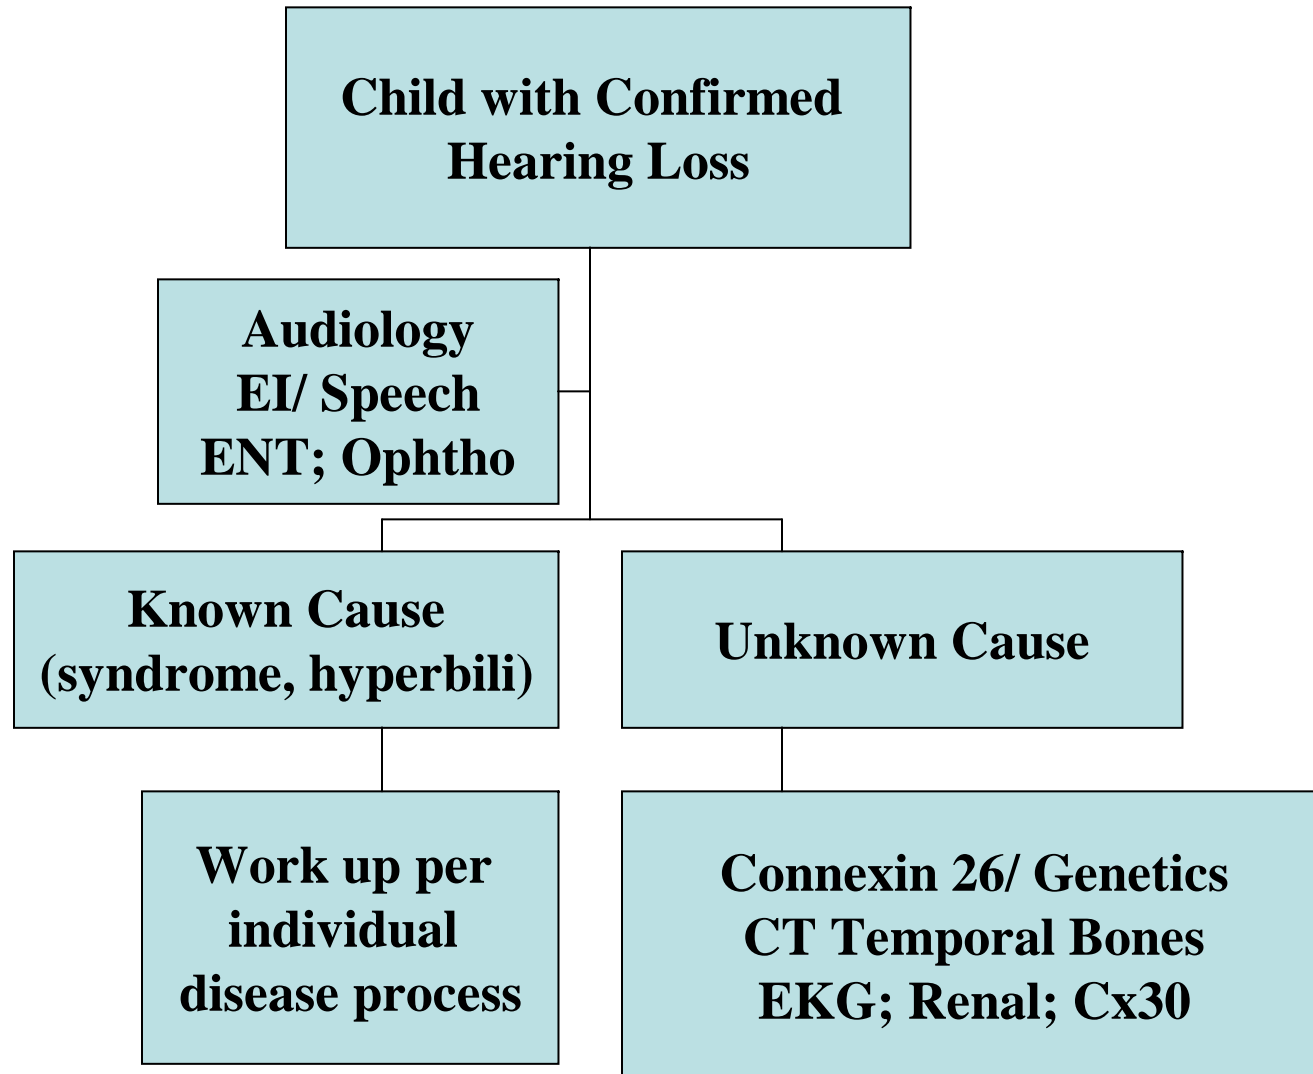 Child with Confirmed
Hearing Loss
Audiology
EI/ Speech
ENT; Ophtho
Known Cause
(syndrome, hyperbili)
Unknown Cause
Work up per
individual
disease process
Connexin 26/ Genetics
CT Temporal Bones
EKG; Renal; Cx30